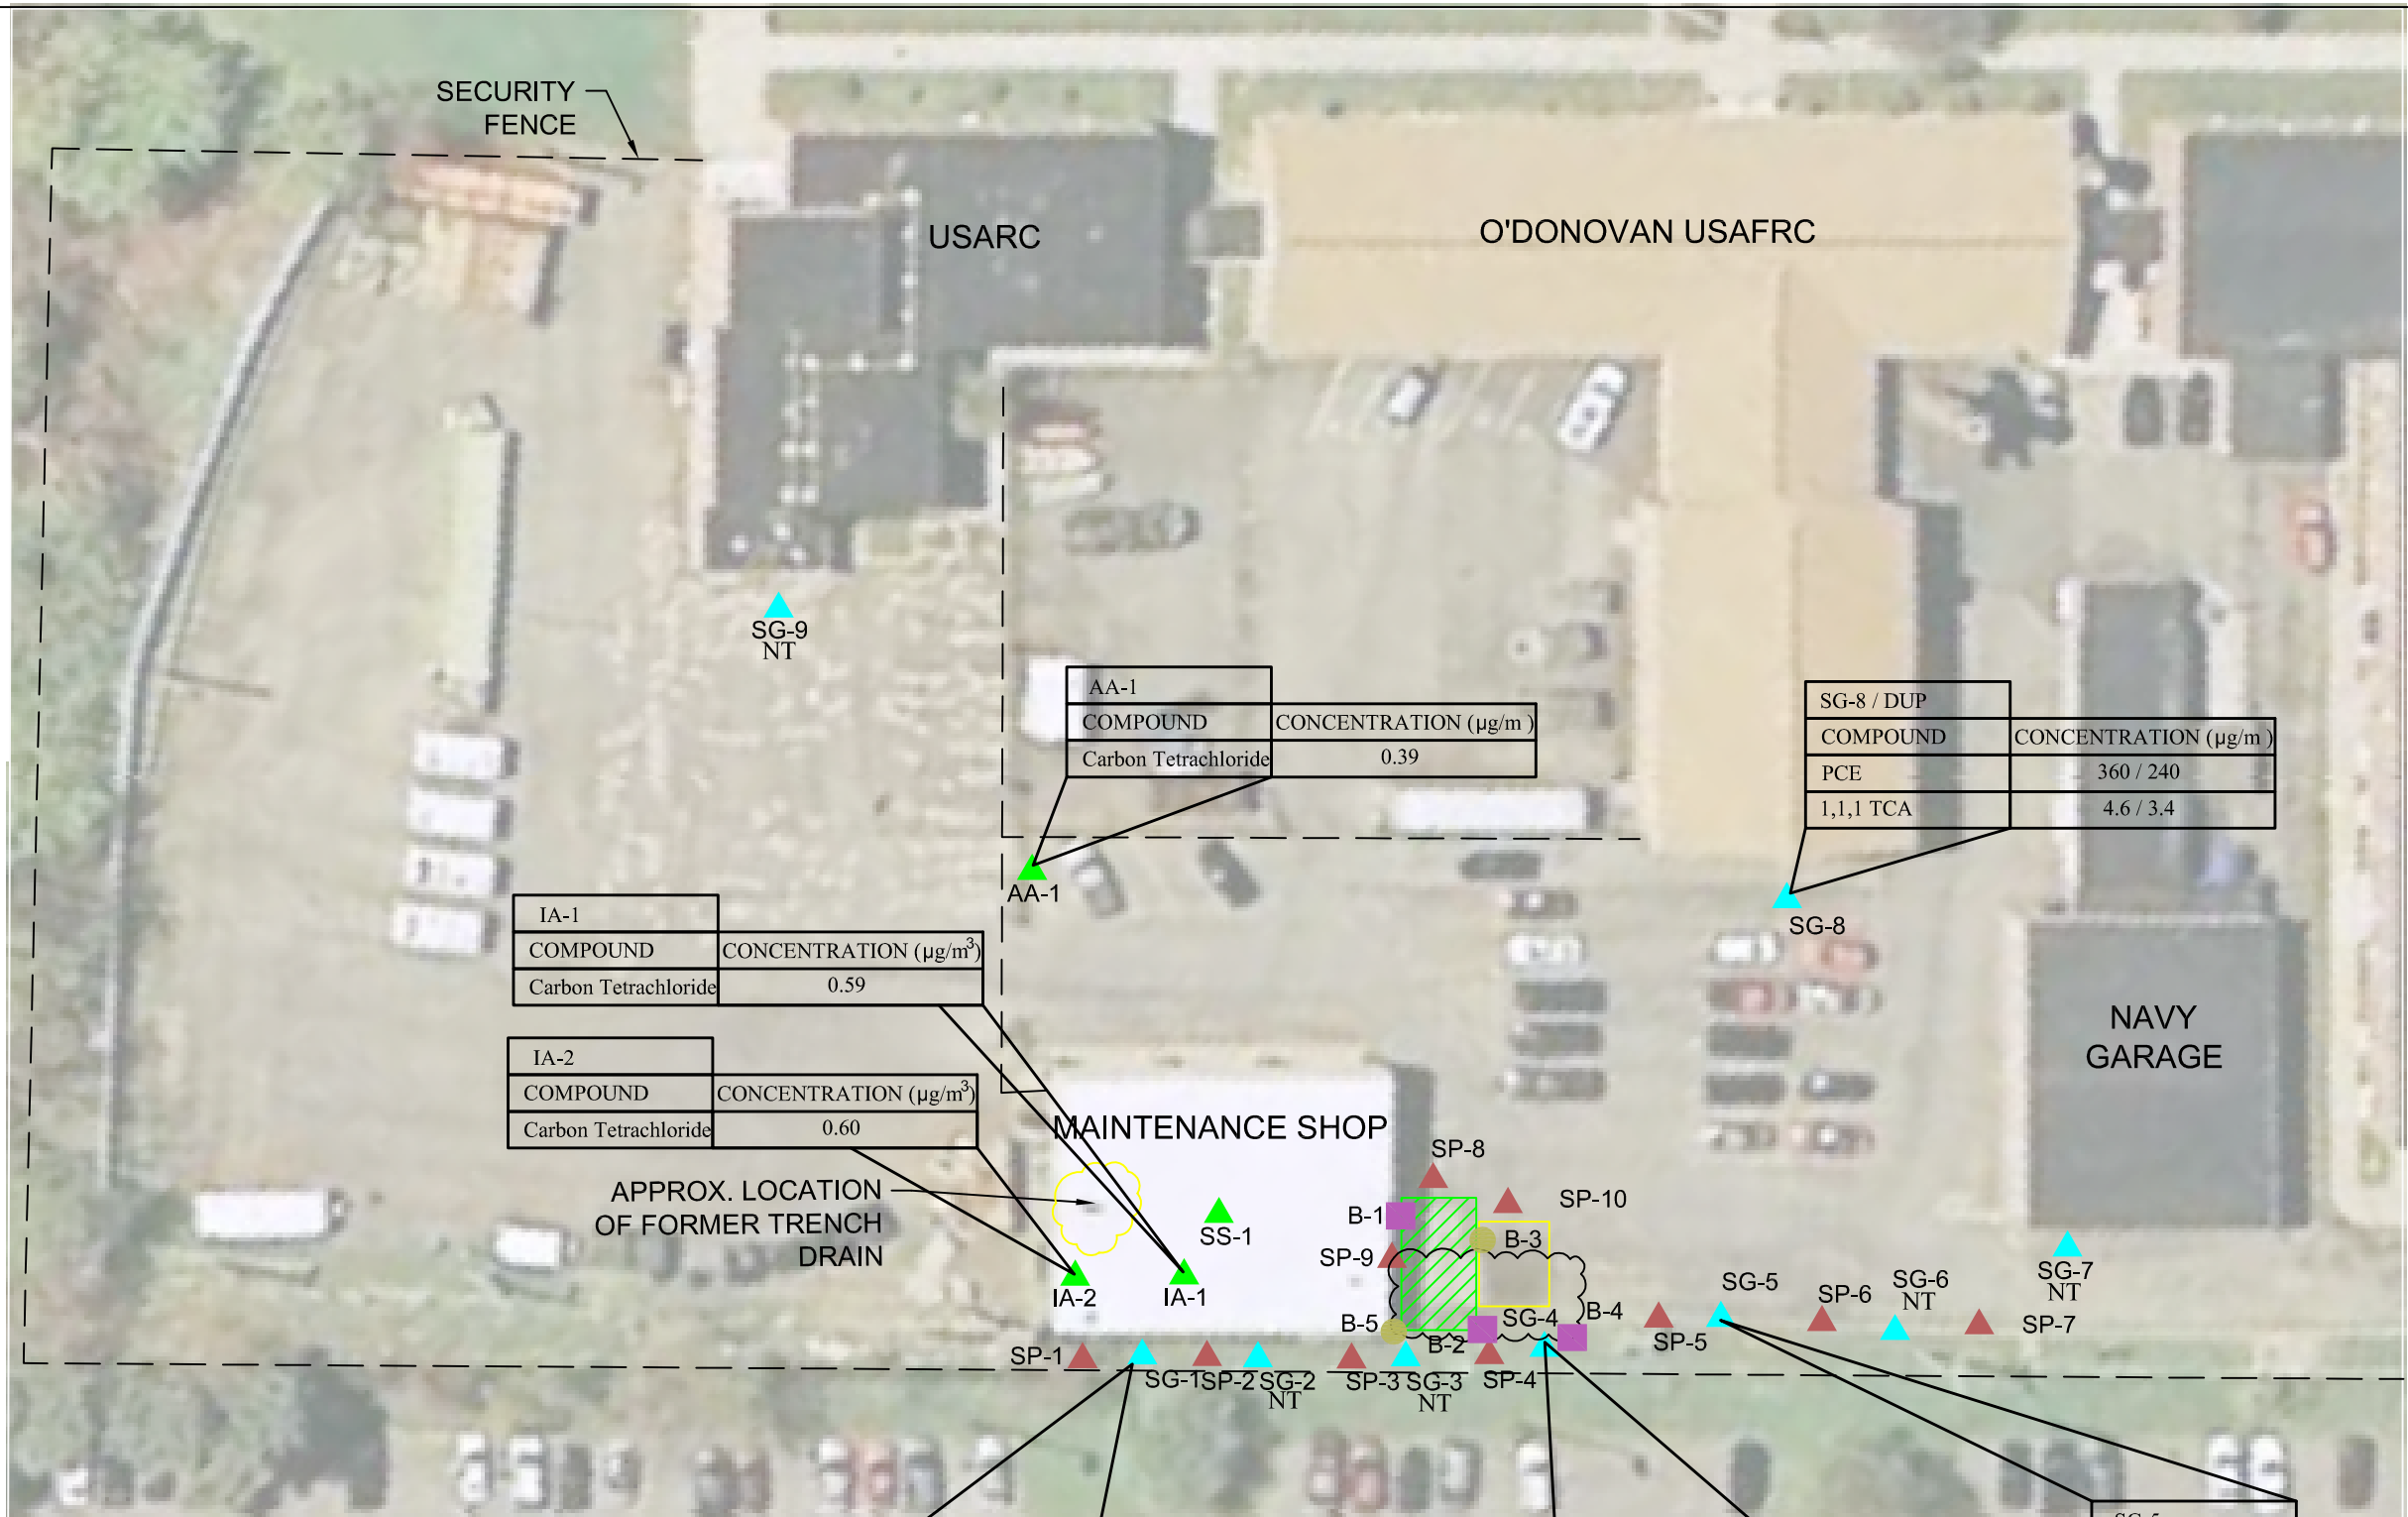 SECURITY
FENCE
USARC
O'DONOVAN USAFRC
SG-9
NT
AA-1
COMPOUND CONCENTRATION (µg/m )
Carbon Tetrachloride 0.39
SG-8 / DUP
COMPOUND CONCENTRATION (µg/m )
PCE 360 / 240
1,1,1 TCA 4.6 / 3.4
AA-1
SG-8
IA-1
COMPOUND CONCENTRATION (µg/m³)
Carbon Tetrachloride 0.59
NAVY
GARAGE
IA-2
COMPOUND CONCENTRATION (µg/m³)
Carbon Tetrachloride 0.60
MAINTENANCE SHOP
APPROX. LOCATION
OF FORMER TRENCH
DRAIN
SS-1
IA-2
IA-1
SP-8
SP-10
B-1
B-3
SP-9
B-5
B-2
SG-4
B-4
SP-5
SG-5
SP-6
SG-6
NT
SP-7
SG-7
NT
SP-1
SG-1
SP-2
SG-2
NT
SP-3
SG-3
NT
SP-4
SG-5